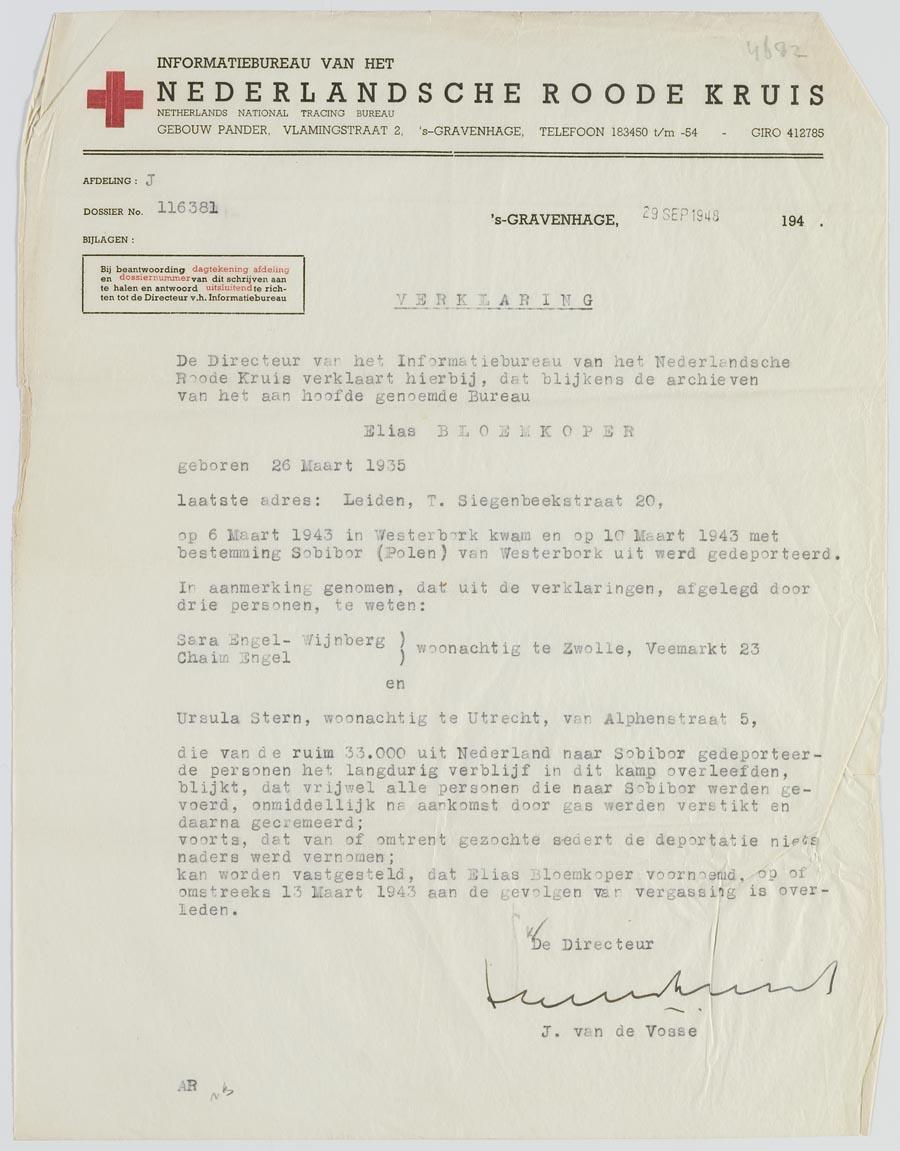 4682
INFORMATIEBUREAU VAN HET
NEDERLANDSCHE ROODE KRUIS
NETHERLANDS NATIONAL TRACING BUREAU
GEBOUW PANDER, VLAMINGSTRAAT 2, 's-GRAVENHAGE, TELEFOON 183450 t/m -54 - GIRO 412785
AFDELING : J
DOSSIER No. 116381
's-GRAVENHAGE, 29 SEP 1948 194 .
BIJLAGEN :
Bij beantwoording dagtekening afdeling
en dossiernummer van dit schrijven aan
te halen en antwoord uitsluitend te rich-
ten tot de Directeur v.h. Informatiebureau
VERKLARING
De Directeur van het Informatiebureau van het Nederlandsche
Roode Kruis verklaart hierbij, dat blijkens de archieven
van het aan hoofde genoemde Bureau
Elias BLOEMKOPER
geboren 26 Maart 1935
laatste adres: Leiden, T. Siegenbeekstraat 20,
op 6 Maart 1943 in Westerbork kwam en op 10 Maart 1943 met
bestemming Sobibor (Polen) van Westerbork uit werd gedeporteerd.
In aanmerking genomen, dat uit de verklaringen, afgelegd door
drie personen, te weten:
Sara Engel- Wijnberg )
Chaim Engel ) woonachtig te Zwolle, Veemarkt 23
en
Ursula Stern, woonachtig te Utrecht, van Alphenstraat 5,
die van de ruim 33.000 uit Nederland naar Sobibor gedeporteer-
de personen het langdurig verblijf in dit kamp overleefden,
blijkt, dat vrijwel alle personen die naar Sobibor werden ge-
voerd, onmiddellijk na aankomst door gas werden verstikt en
daarna gecremeerd;
voorts, dat van of omtrent gezochte sedert de deportatie niets
naders werd vernomen;
kan worden vastgesteld, dat Elias Bloemkoper voornoemd, op of
omstreeks 13 Maart 1943 aan de gevolgen van vergassing is over-
leden.
De Directeur
J. van de Vosse
AR